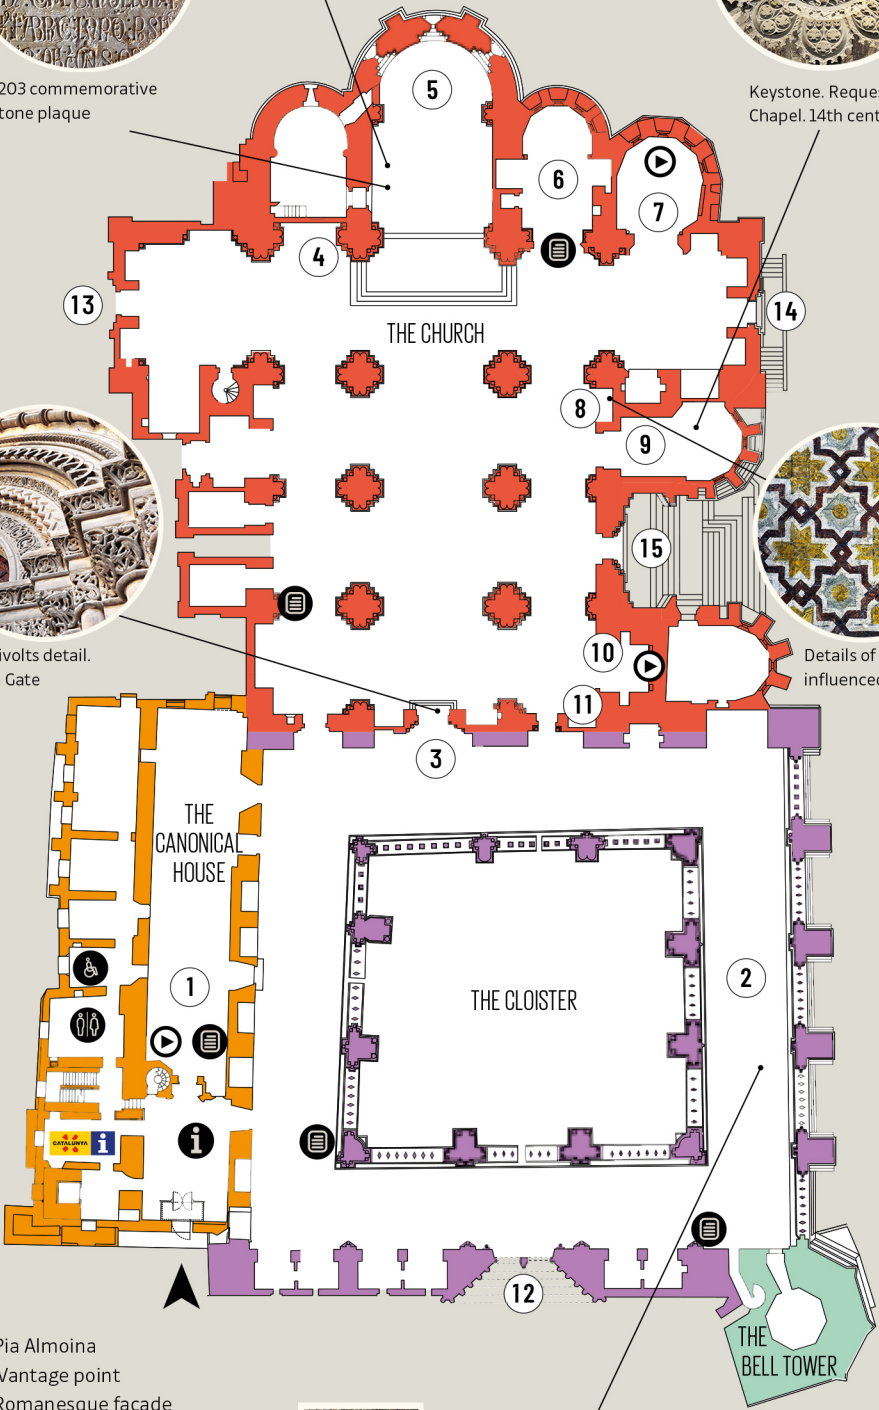 203 commemorative
tone plaque
Keystone. Reque
Chapel. 14th cent
5
6
7
4
13
14
THE CHURCH
8
9
15
ivolts detail.
Gate
10
Details of
influenced
11
3
THE
CANONICAL
HOUSE
1
2
THE CLOISTER
CATALUNYA i
i
12
THE
BELL TOWER
Pia Almoina
Vantage point
Romanesque facade